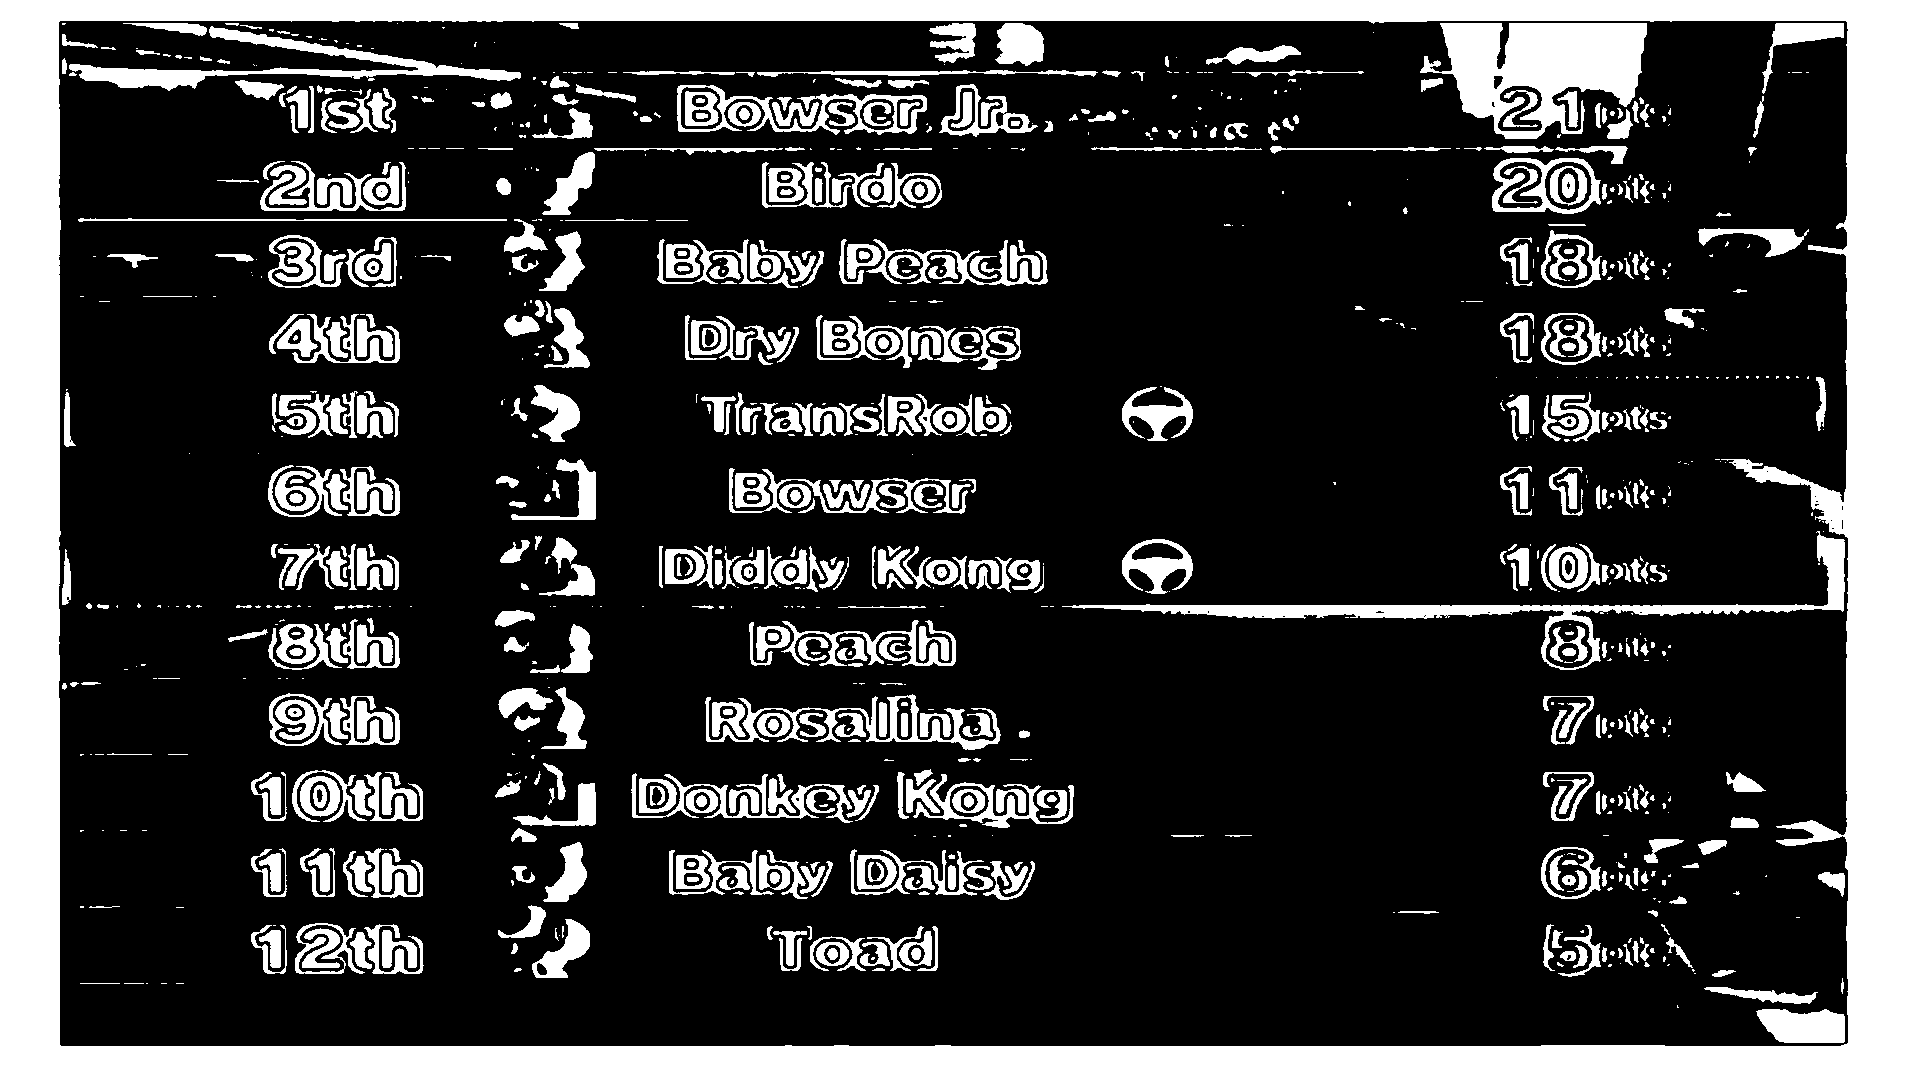 1st Bowser Jr. 21pts
2nd Birdo 20pts
3rd Baby Peach 18pts
4th Dry Bones 18pts
5th TransRob 15pts
6th Bowser 11pts
7th Diddy Kong 10pts
8th Peach 8pts
9th Rosalina 7pts
10th Donkey Kong 7pts
11th Baby Daisy 6pts
12th Toad 5pts